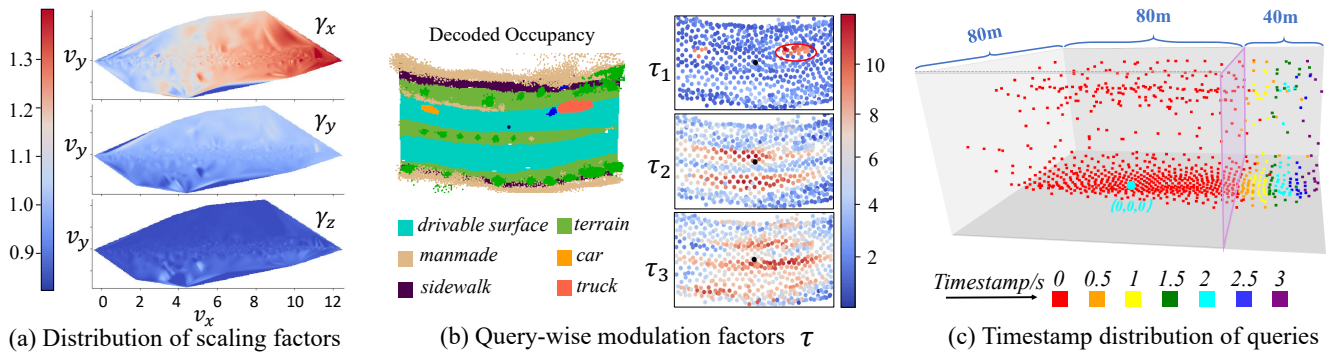 1.3
1.2
1.1
1.0
0.9
v_y
γ_x
v_y
γ_y
v_y
γ_z
0 2 4 6 8 10 12
v_x
(a) Distribution of scaling factors
Decoded Occupancy
drivable surface
terrain
manmade
car
sidewalk
truck
τ_1
τ_2
τ_3
10
8
6
4
2
(b) Query-wise modulation factors τ
80m
80m
40m
(0,0,0)
Timestamp/s
0 0.5 1 1.5 2 2.5 3
(c) Timestamp distribution of queries